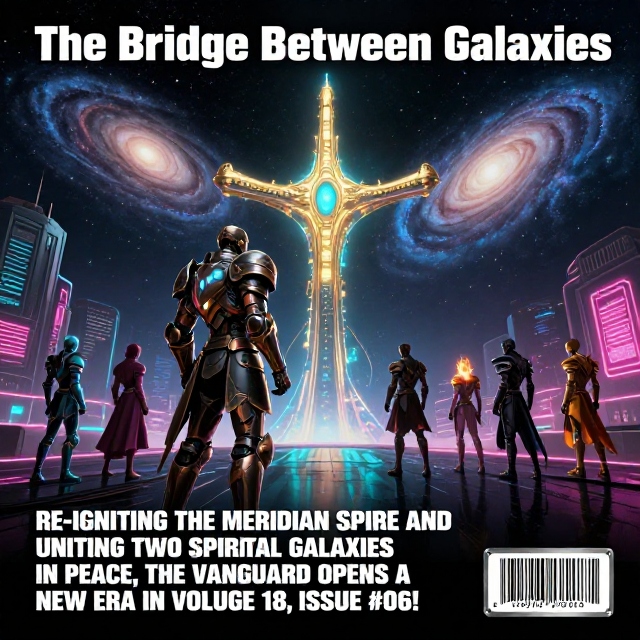 The Bridge Between Galaxies
RE-IGNITING THE MERIDIAN SPIRE AND
UNITING TWO SPIRITAL GALAXIES
IN PEACE, THE VANGUARD OPENS A
NEW ERA IN VOLUGE 18, ISSUE #06!